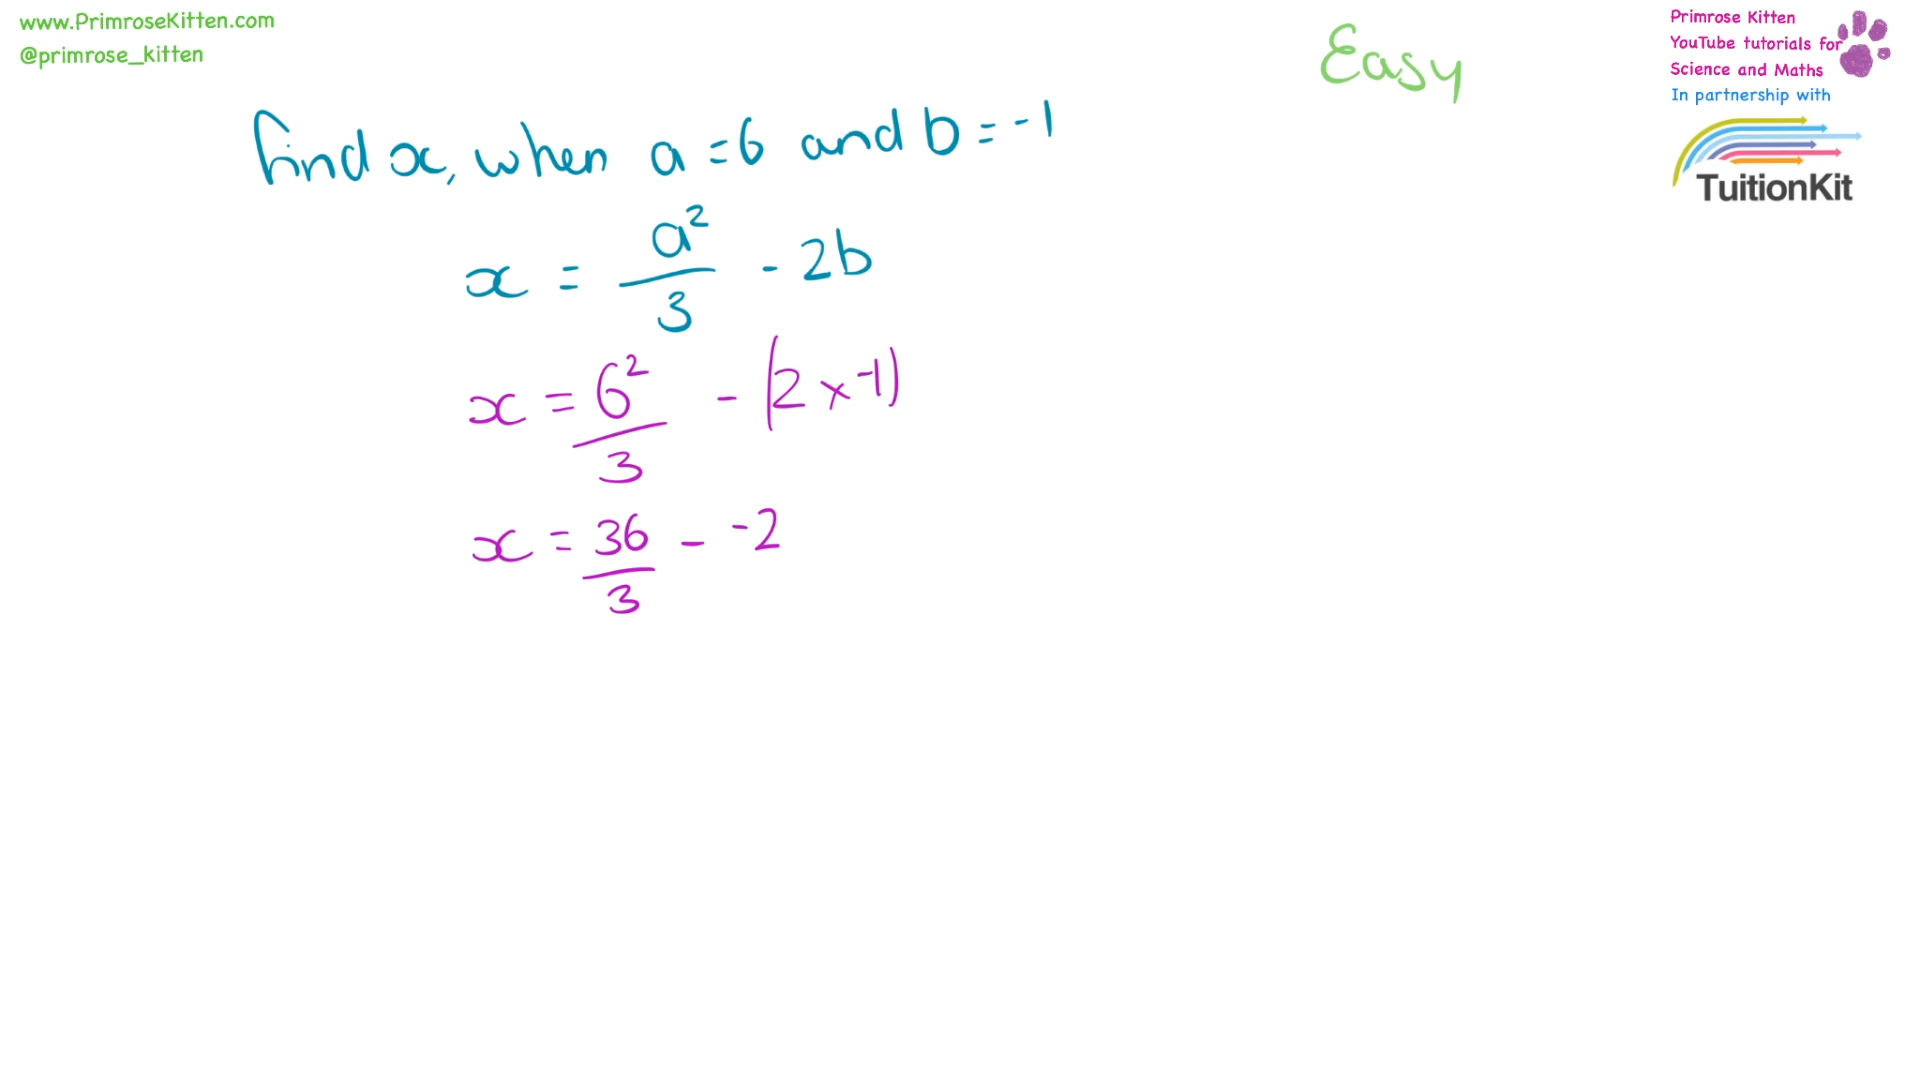 www.PrimroseKitten.com
@primrose_kitten
Easy
Primrose Kitten
YouTube tutorials for
Science and Maths
In partnership with
TuitionKit
find x, when a = 6 and b = -1
x = a²/3 - 2b
x = 6²/3 - (2 x -1)
x = 36/3 - -2